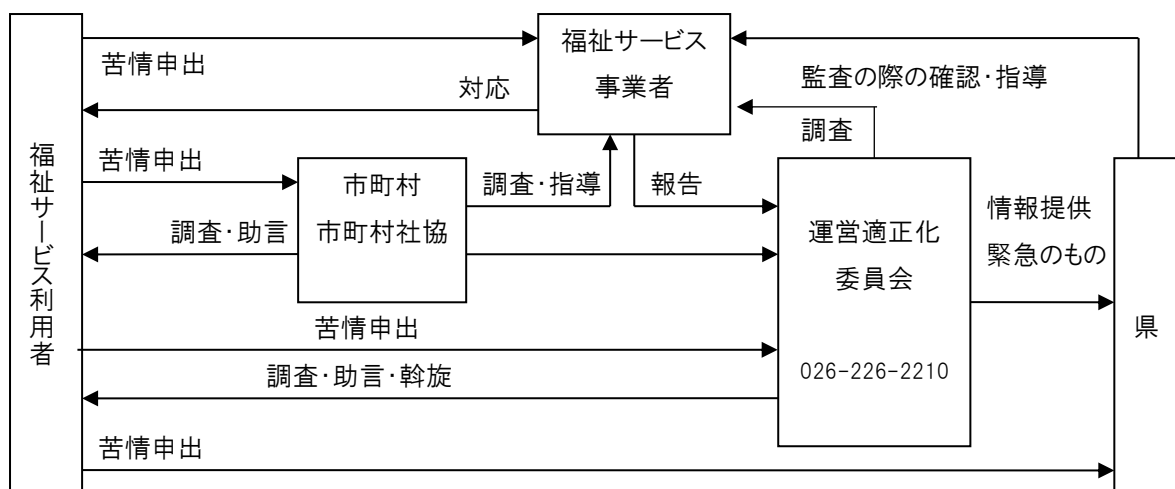 福祉サービス利用者
苦情申出
対応
福祉サービス
事業者
監査の際の確認・指導
調査
苦情申出
調査・助言
市町村
市町村社協
調査・指導
報告
運営適正化
委員会
026-226-2210
情報提供
緊急のもの
県
苦情申出
調査・助言・斡旋
苦情申出